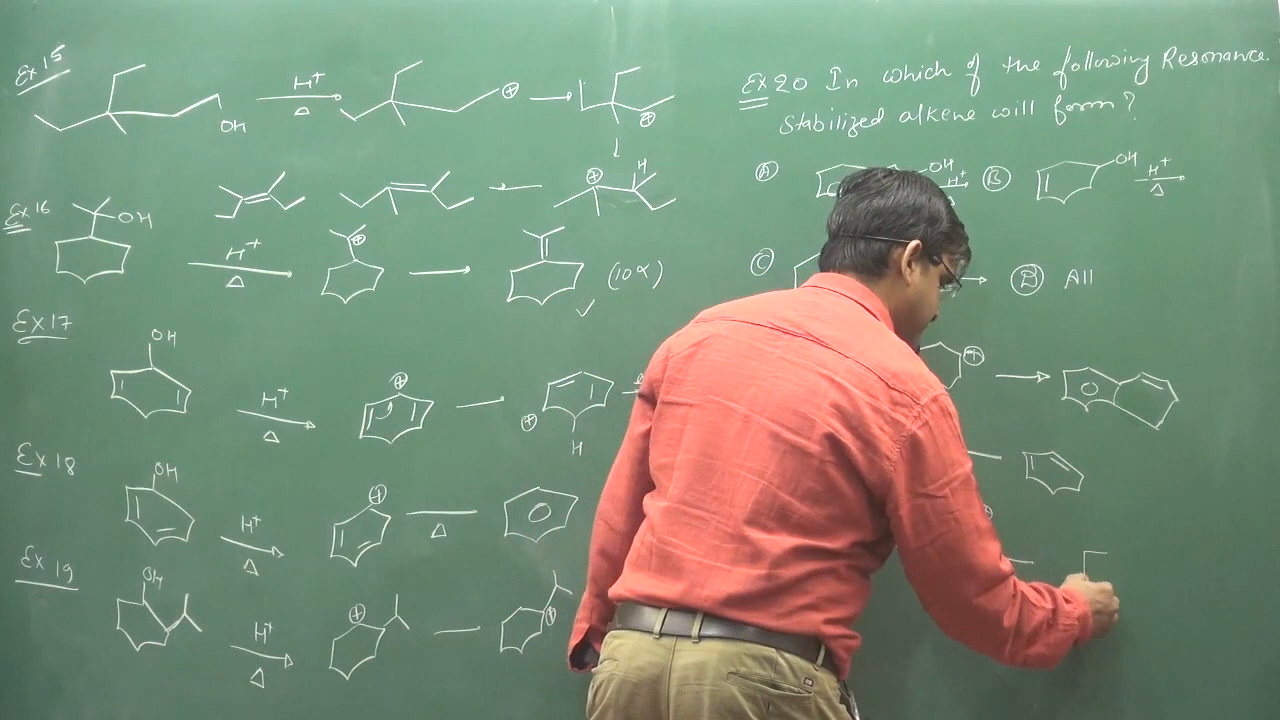 Ex 15
H+
Δ
⊕
OH
⊕
H
⊕
Ex 16
OH
H+
Δ
⊕
(10α)
✓
Ex 17
OH
H+
Δ
⊕
⊕
H
Ex 18
OH
H+
Δ
⊕
Δ
Ex 19
OH
H+
Δ
⊕
⊕
Ex 20 In which of the following Resonance.
stabilized alkene will form?
A
OH
H+
B
OH
H+
Δ
C
D All
⊕